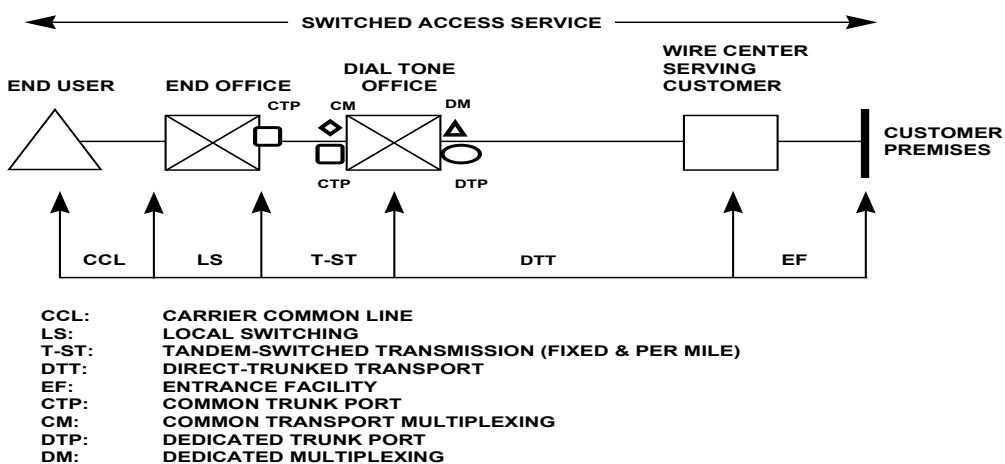 SWITCHED ACCESS SERVICE
WIRE CENTER
SERVING
CUSTOMER
DIAL TONE
OFFICE
END USER
END OFFICE
CTP
CM
DM
CUSTOMER
PREMISES
CTP
DTP
CCL
LS
T-ST
DTT
EF
CCL: CARRIER COMMON LINE
LS: LOCAL SWITCHING
T-ST: TANDEM-SWITCHED TRANSMISSION (FIXED & PER MILE)
DTT: DIRECT-TRUNKED TRANSPORT
EF: ENTRANCE FACILITY
CTP: COMMON TRUNK PORT
CM: COMMON TRANSPORT MULTIPLEXING
DTP: DEDICATED TRUNK PORT
DM: DEDICATED MULTIPLEXING